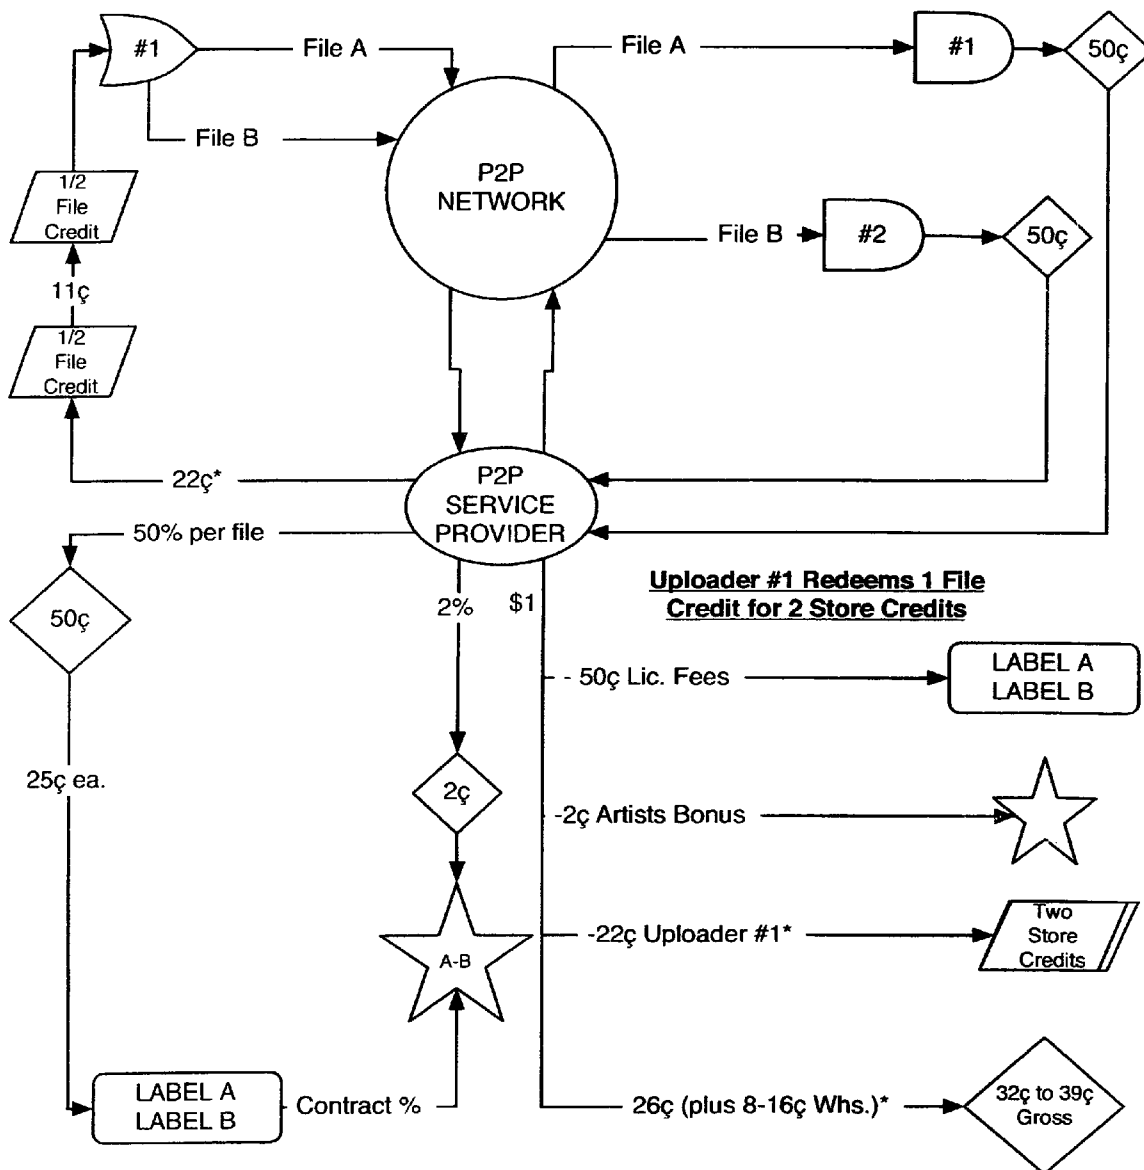 #1
File A
File A
#1
50ç
File B
P2P
NETWORK
1/2
File
Credit
File B
#2
50ç
11ç
1/2
File
Credit
22ç*
P2P
SERVICE
PROVIDER
50% per file
50ç
2%
$1
Uploader #1 Redeems 1 File
Credit for 2 Store Credits
- 50ç Lic. Fees
LABEL A
LABEL B
25ç ea.
2ç
-2ç Artists Bonus
A-B
-22ç Uploader #1*
Two
Store
Credits
LABEL A
LABEL B
Contract %
26ç (plus 8-16ç Whs.)*
32ç to 39ç
Gross